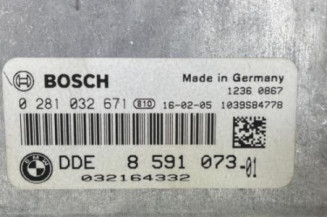 BOSCH
Made in Germany
1236 0867
0 281 032 671 810 16-02-05 1039S84778
DDE 8 591 073-01
032164332